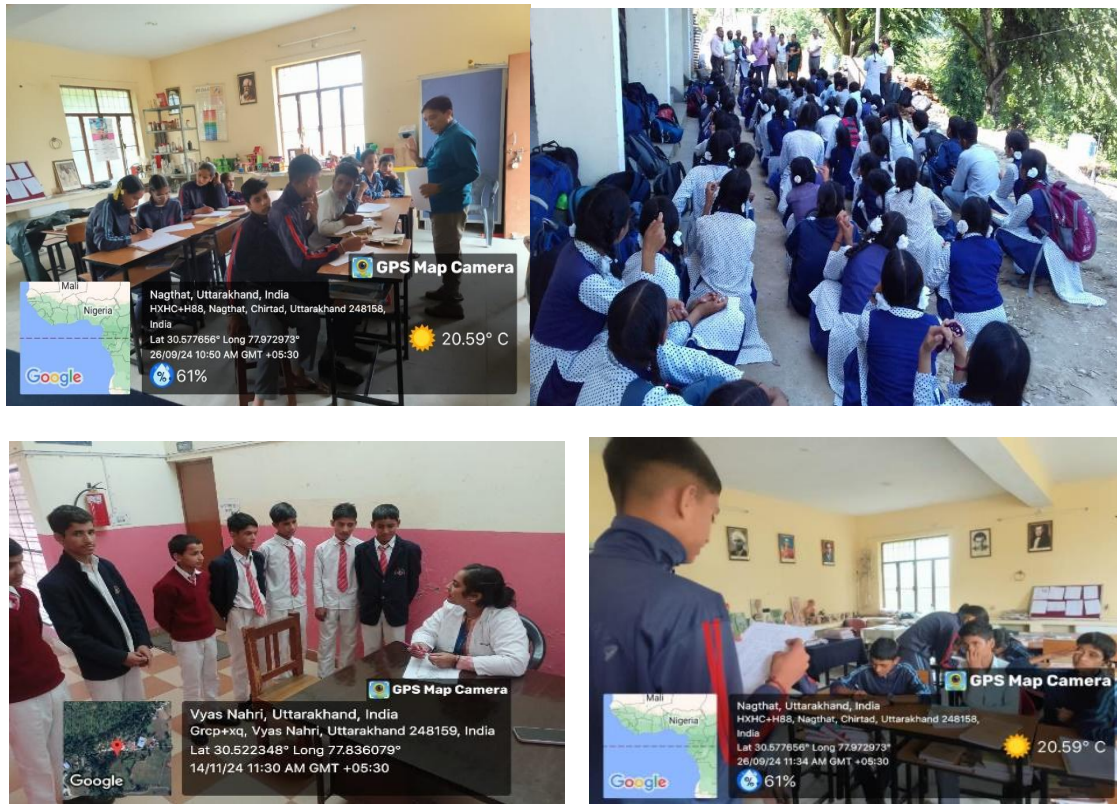 GPS Map Camera
Mali
Nigeria
Google
Nagthat, Uttarakhand, India
HXHC+H88, Nagthat, Chirtad, Uttarakhand 248158,
India
Lat 30.577656° Long 77.972973°
26/09/24 10:50 AM GMT +05:30
61%
20.59° C
GPS Map Camera
Google
Vyas Nahri, Uttarakhand, India
Grcp+xq, Vyas Nahri, Uttarakhand 248159, India
Lat 30.522348° Long 77.836079°
14/11/24 11:30 AM GMT +05:30
GPS Map Camera
Mali
Nigeria
Google
Nagthat, Uttarakhand, India
HXHC+H88, Nagthat, Chirtad, Uttarakhand 248158,
India
Lat 30.577656° Long 77.972973°
26/09/24 11:34 AM GMT +05:30
61%
20.59° C